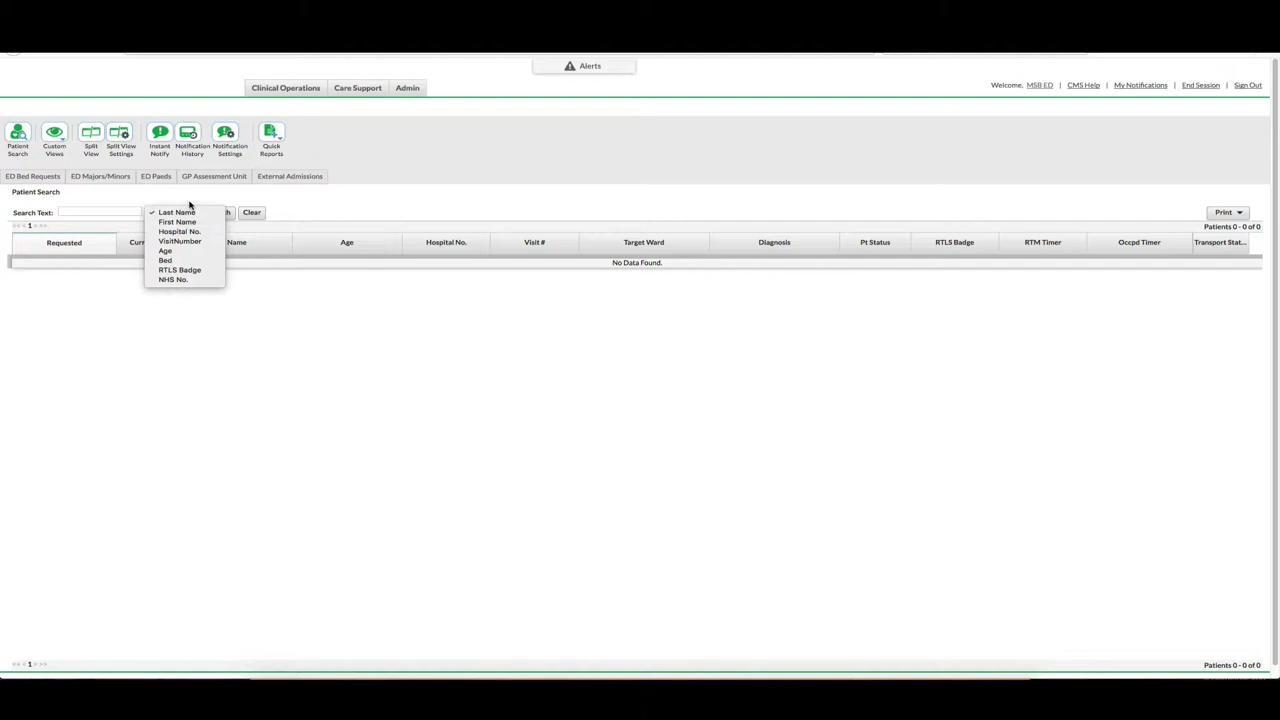 Alerts
Clinical Operations Care Support Admin
Welcome, MSB ED | CMS Help | My Notifications | End Session | Sign Out
Patient Search
Custom Views
Split View
Split View Settings
Instant Notify
Notification History
Notification Settings
Quick Reports
ED Bed Requests ED Majors/Minors ED Paeds GP Assessment Unit External Admissions
Patient Search
Search Text: Clear Print
✓ Last Name
First Name
Hospital No.
VisitNumber
Age
Bed
RTLS Badge
NHS No.
<< < 1 > >> Patients 0 - 0 of 0
Requested Name Age Hospital No. Visit # Target Ward Diagnosis Pt Status RTLS Badge RTM Timer Occpd Timer Transport Stat...
No Data Found.
<< < 1 > >> Patients 0 - 0 of 0